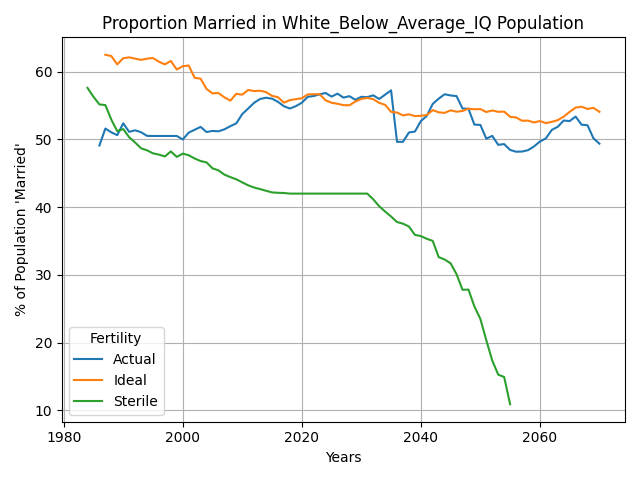 Proportion Married in White_Below_Average_IQ Population
% of Population 'Married'
60
50
40
30
20
10
Fertility
Actual
Ideal
Sterile
1980 2000 2020 2040 2060
Years